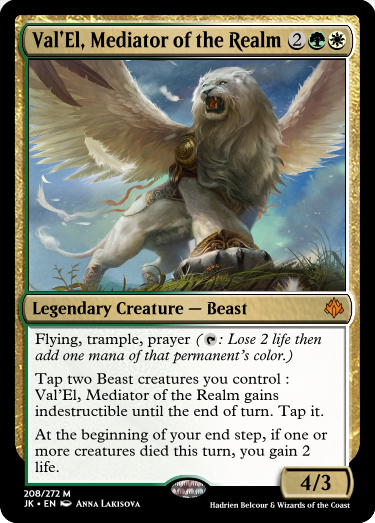 Val'El, Mediator of the Realm 2
Legendary Creature — Beast
Flying, trample, prayer (: Lose 2 life then
add one mana of that permanent's color.)
Tap two Beast creatures you control :
Val'El, Mediator of the Realm gains
indestructible until the end of turn. Tap it.
At the beginning of your end step, if one or
more creatures died this turn, you gain 2
life.
4/3
208/272 M
JK • EN Anna Lakisova
Hadrien Belcour & Wizards of the Coast